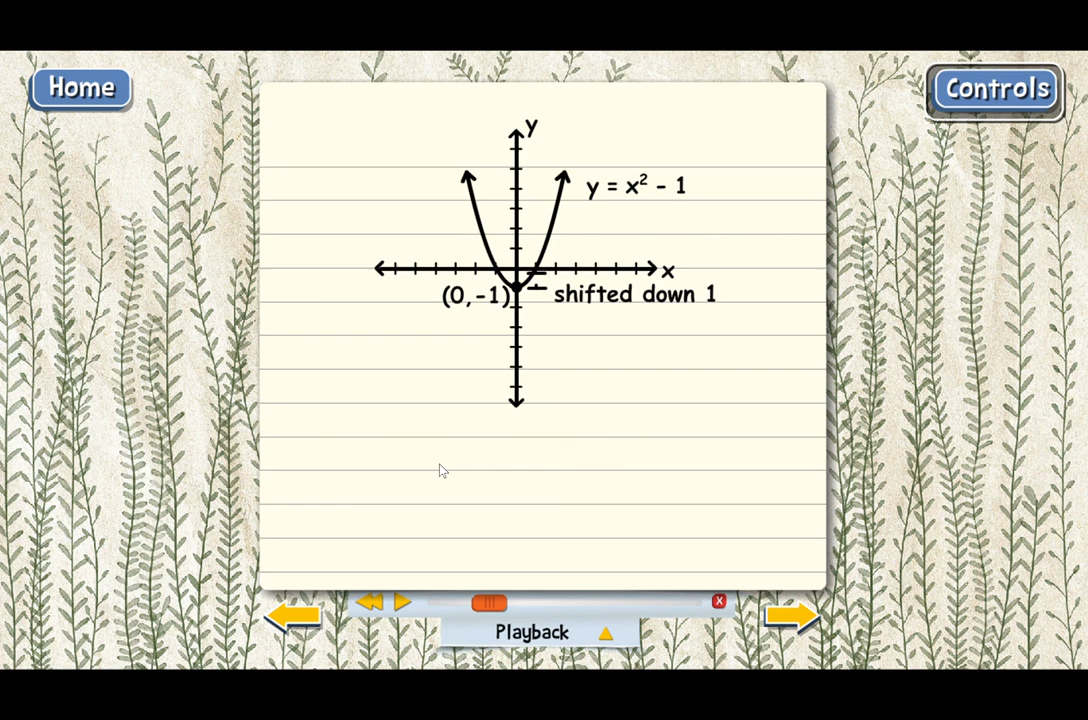 Home
Controls
y
y = x² - 1
x
(0, -1)
shifted down 1
Playback